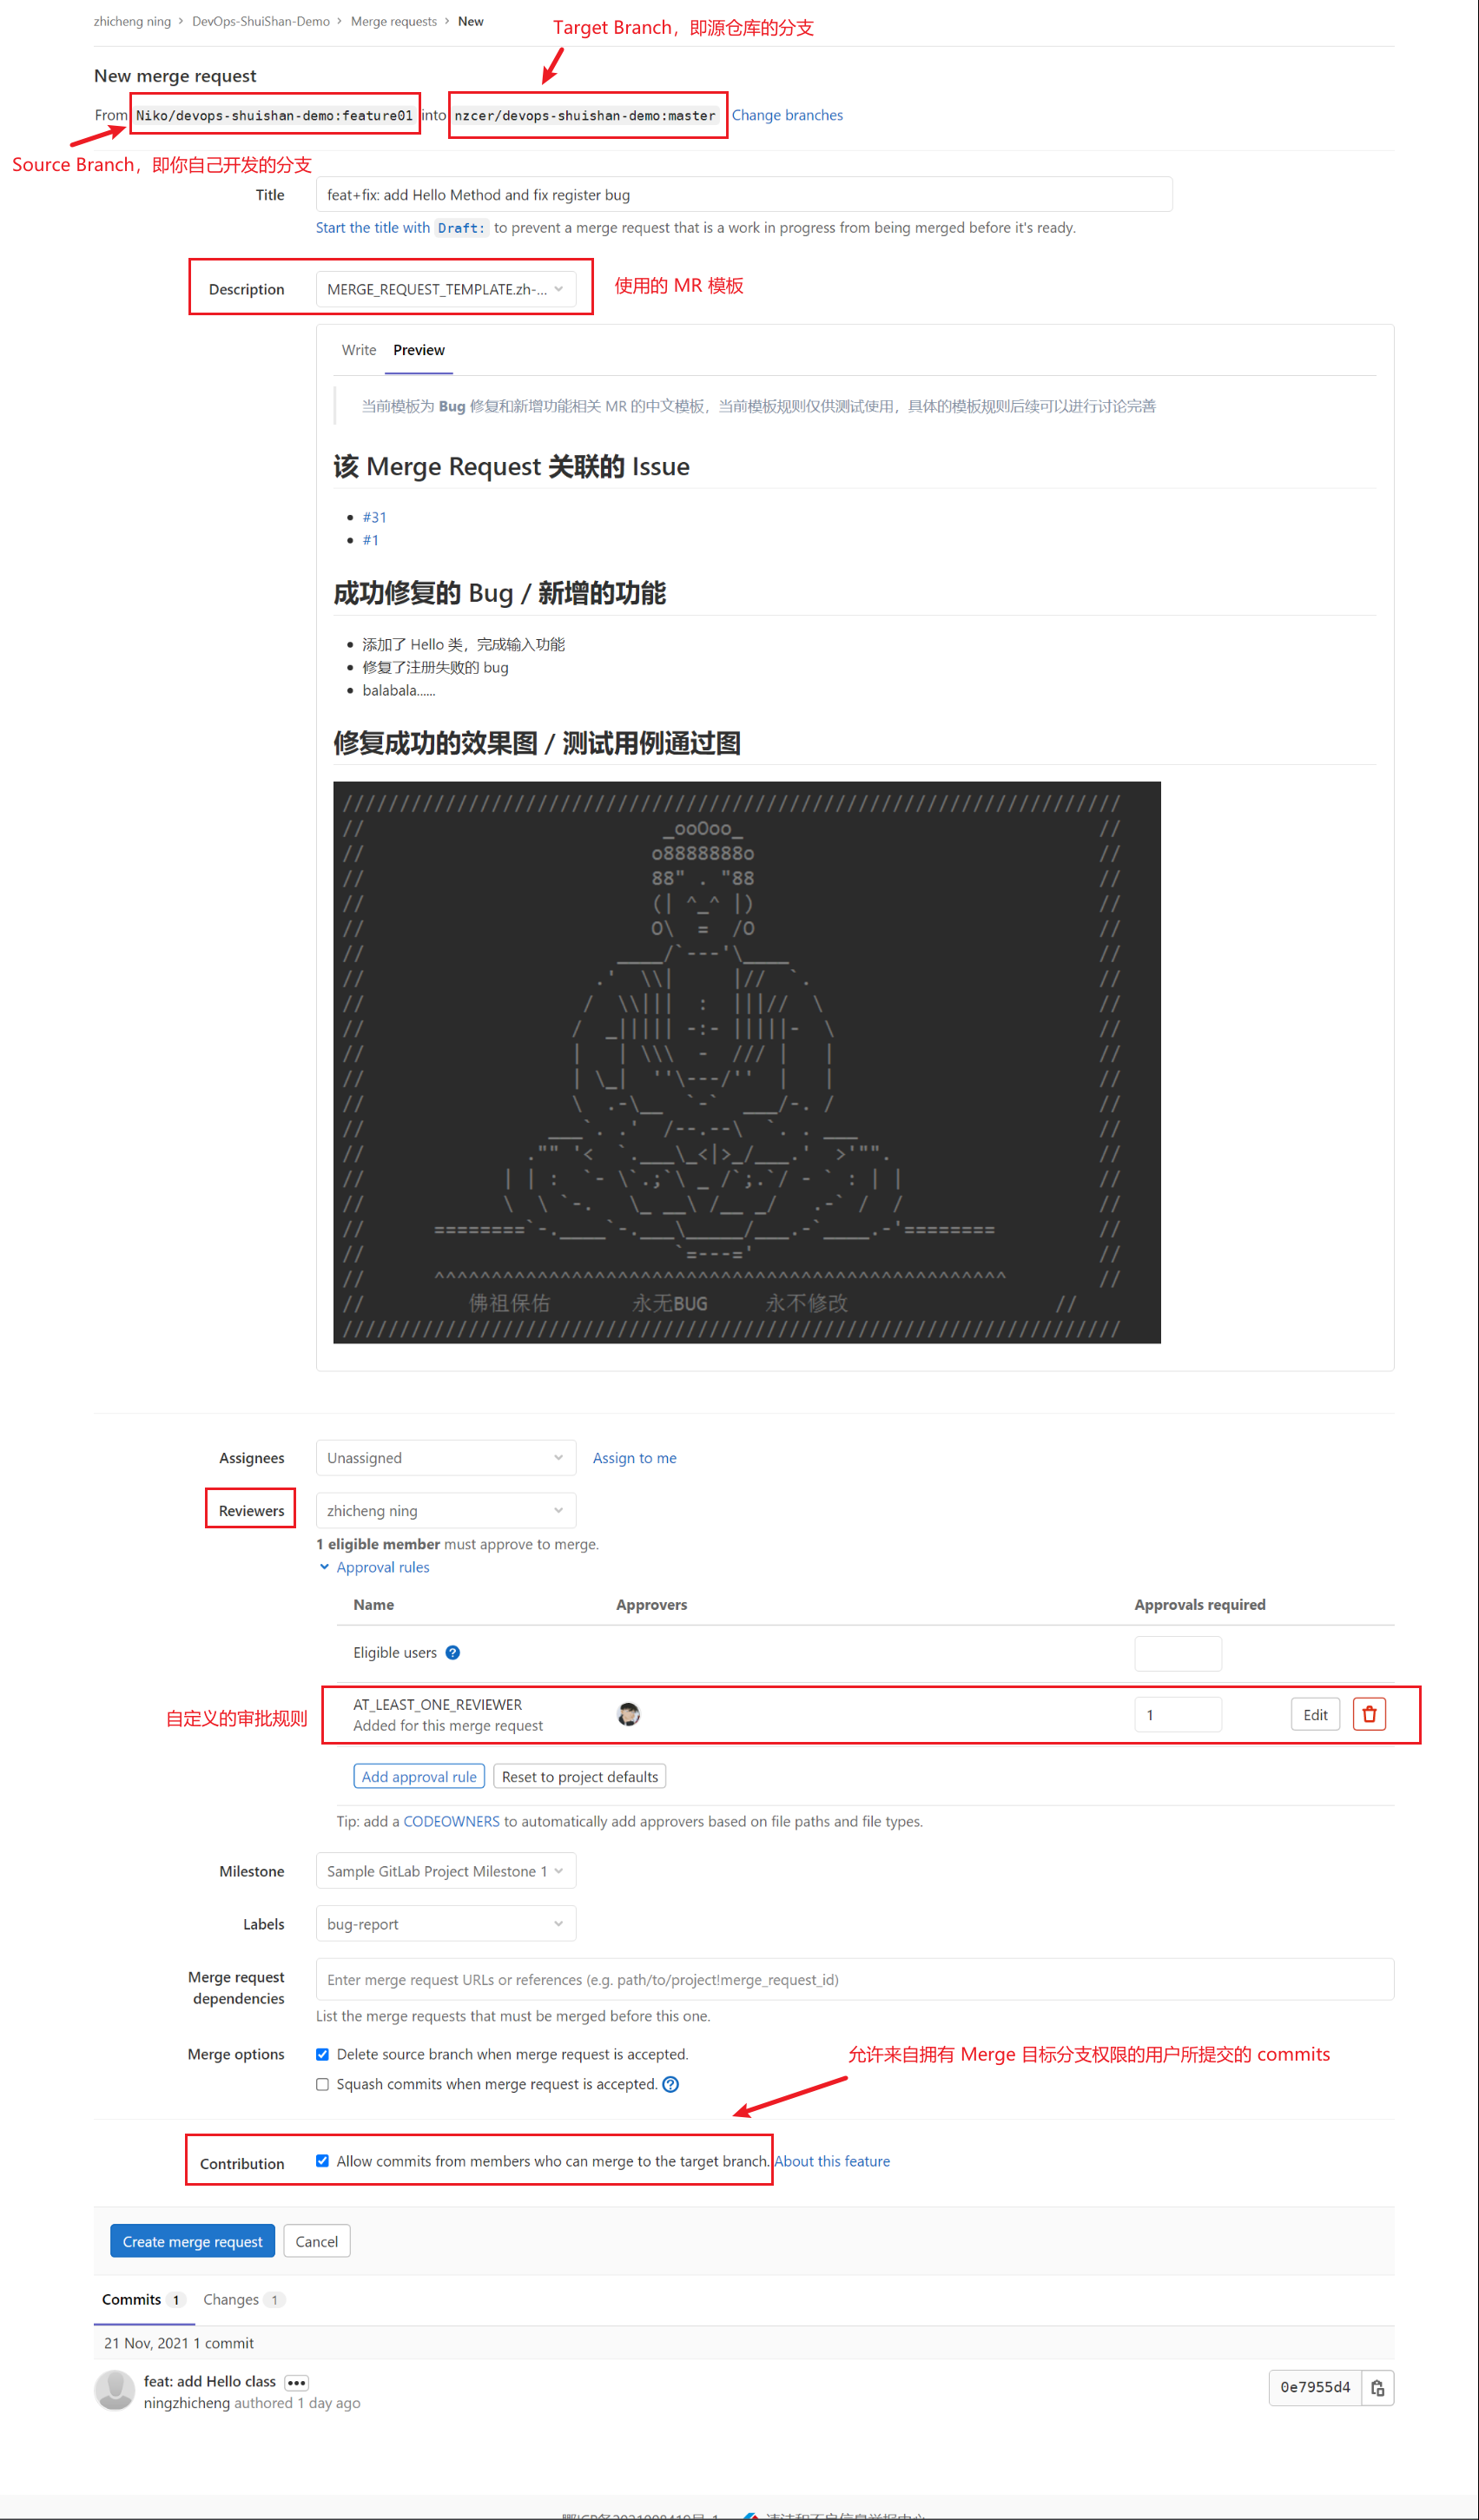 zhicheng ning › DevOps-ShuiShan-Demo › Merge requests › New
Target Branch，即源仓库的分支
New merge request
From Niko/devops-shuishan-demo:feature01 into nzcer/devops-shuishan-demo:master Change branches
Source Branch，即你自己开发的分支
Title feat+fix: add Hello Method and fix register bug
Start the title with Draft: to prevent a merge request that is a work in progress from being merged before it's ready.
Description MERGE_REQUEST_TEMPLATE.zh-... 使用的 MR 模板
Write Preview
当前模板为 Bug 修复和新增功能相关 MR 的中文模板，当前模板规则仅供测试使用，具体的模板规则后续可以进行讨论完善
该 Merge Request 关联的 Issue
#31
#1
成功修复的 Bug / 新增的功能
添加了 Hello 类，完成输入功能
修复了注册失败的 bug
balabala......
修复成功的效果图 / 测试用例通过图
////////////////////////////////////////////////////////////////////
// _ooOoo_ //
// o8888888o //
// 88" . "88 //
// (| ^_^ |) //
// O\ = /O //
// ____/`---'\____ //
// .' \\| |// `. //
// / \\||| : |||// \ //
// / _||||| -:- |||||- \ //
// | | \\\ - /// | | //
// | \_| ''\---/'' | | //
// \ .-\__ `-` ___/-. / //
// ___`. .' /--.--\ `. . ___ //
// ."" '< `.___\_<|>_/___.' >'"". //
// | | : `- \`.;`\ _ /`;.`/ - ` : | | //
// \ \ `-. \_ __\ /__ _/ .-` / / //
// ========`-.____`-.___\_____/___.-`____.-'======== //
// `=---=' //
// ^^^^^^^^^^^^^^^^^^^^^^^^^^^^^^^^^^^^^^^^^^^^^^^^^^ //
// 佛祖保佑 永无BUG 永不修改 //
////////////////////////////////////////////////////////////////////
Assignees Unassigned Assign to me
Reviewers zhicheng ning
1 eligible member must approve to merge.
Approval rules
Name Approvers Approvals required
Eligible users ?
AT_LEAST_ONE_REVIEWER
Added for this merge request
1 Edit
自定义的审批规则
Add approval rule Reset to project defaults
Tip: add a CODEOWNERS to automatically add approvers based on file paths and file types.
Milestone Sample GitLab Project Milestone 1
Labels bug-report
Merge request
dependencies
Enter merge request URLs or references (e.g. path/to/project!merge_request_id)
List the merge requests that must be merged before this one.
Merge options Delete source branch when merge request is accepted.
允许来自拥有 Merge 目标分支权限的用户所提交的 commits
Squash commits when merge request is accepted. ?
Contribution Allow commits from members who can merge to the target branch. About this feature
Create merge request Cancel
Commits 1 Changes 1
21 Nov, 2021 1 commit
feat: add Hello class •••
ningzhicheng authored 1 day ago
0e7955d4